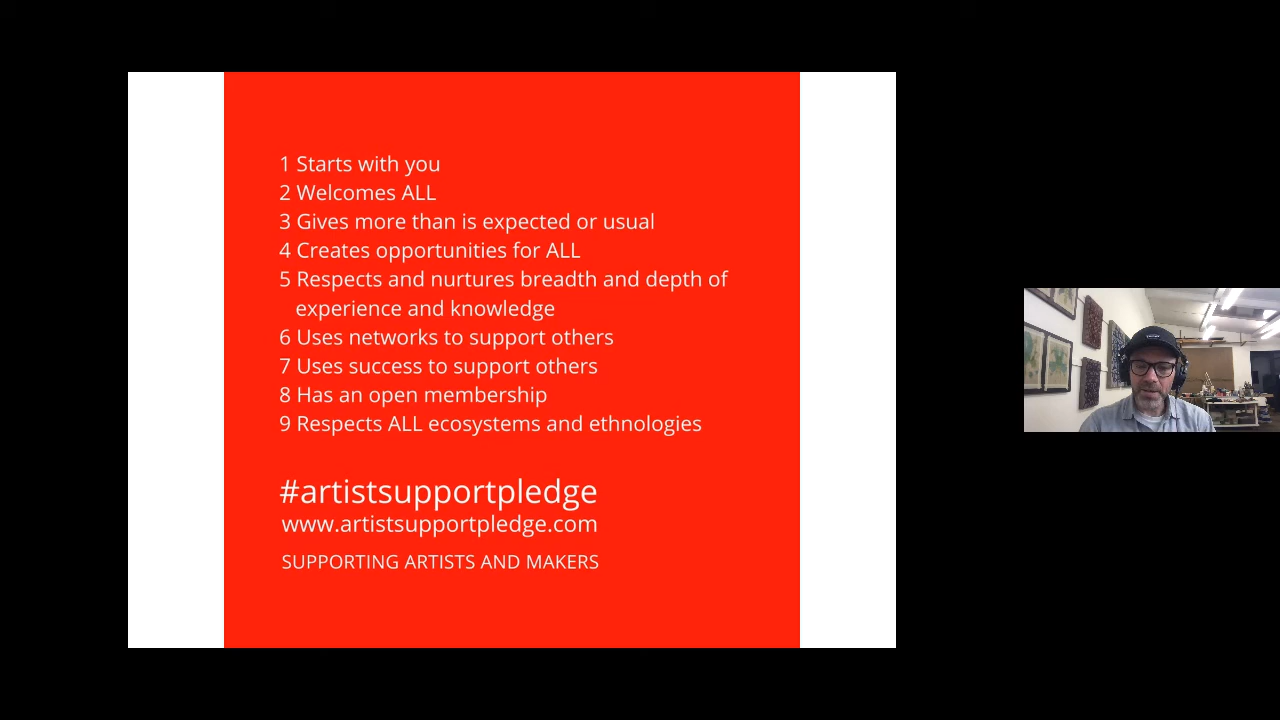 1 Starts with you
2 Welcomes ALL
3 Gives more than is expected or usual
4 Creates opportunities for ALL
5 Respects and nurtures breadth and depth of
experience and knowledge
6 Uses networks to support others
7 Uses success to support others
8 Has an open membership
9 Respects ALL ecosystems and ethnologies
#artistsupportpledge
www.artistsupportpledge.com
SUPPORTING ARTISTS AND MAKERS